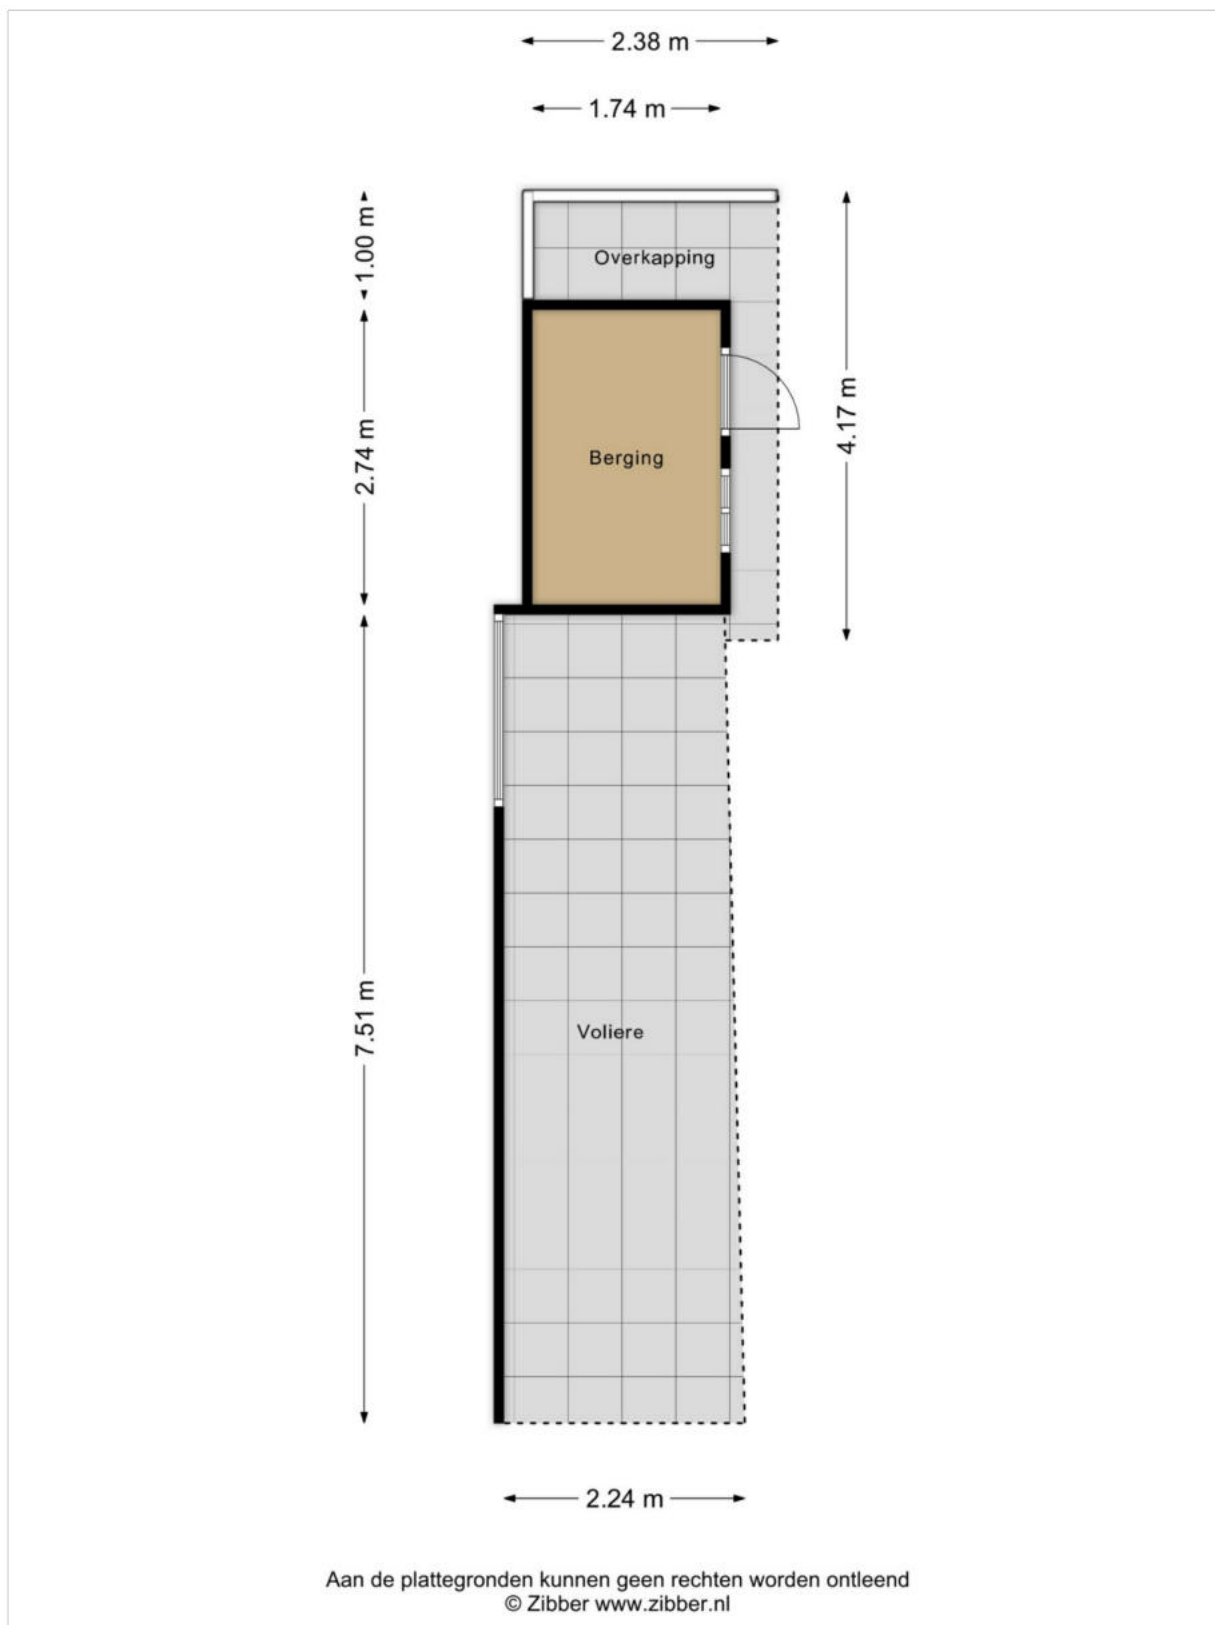 2.38 m
1.74 m
1.00 m
Overkapping
2.74 m
4.17 m
Berging
7.51 m
Voliere
2.24 m
Aan de plattegronden kunnen geen rechten worden ontleend
© Zibber www.zibber.nl